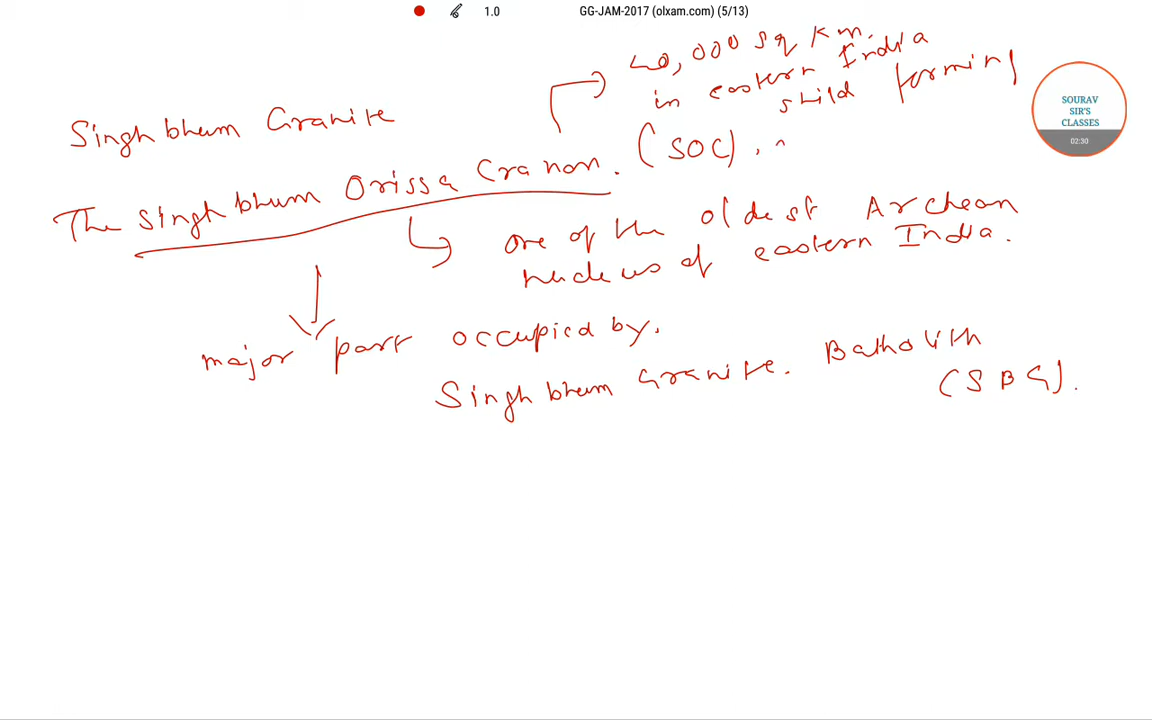 1.0 GG-JAM-2017 (olxam.com) (5/13)
40,000 sq km.
in eastern India
shild forming
SOURAV
SIR'S
CLASSES
02:30
Singhbhum Granite
The Singhbhum Orissa Cranon. (SOC),
one of the oldest Archean
nucleus of eastern India.
major part occupied by.
Singhbhum Granite. Batholith
(SBG).